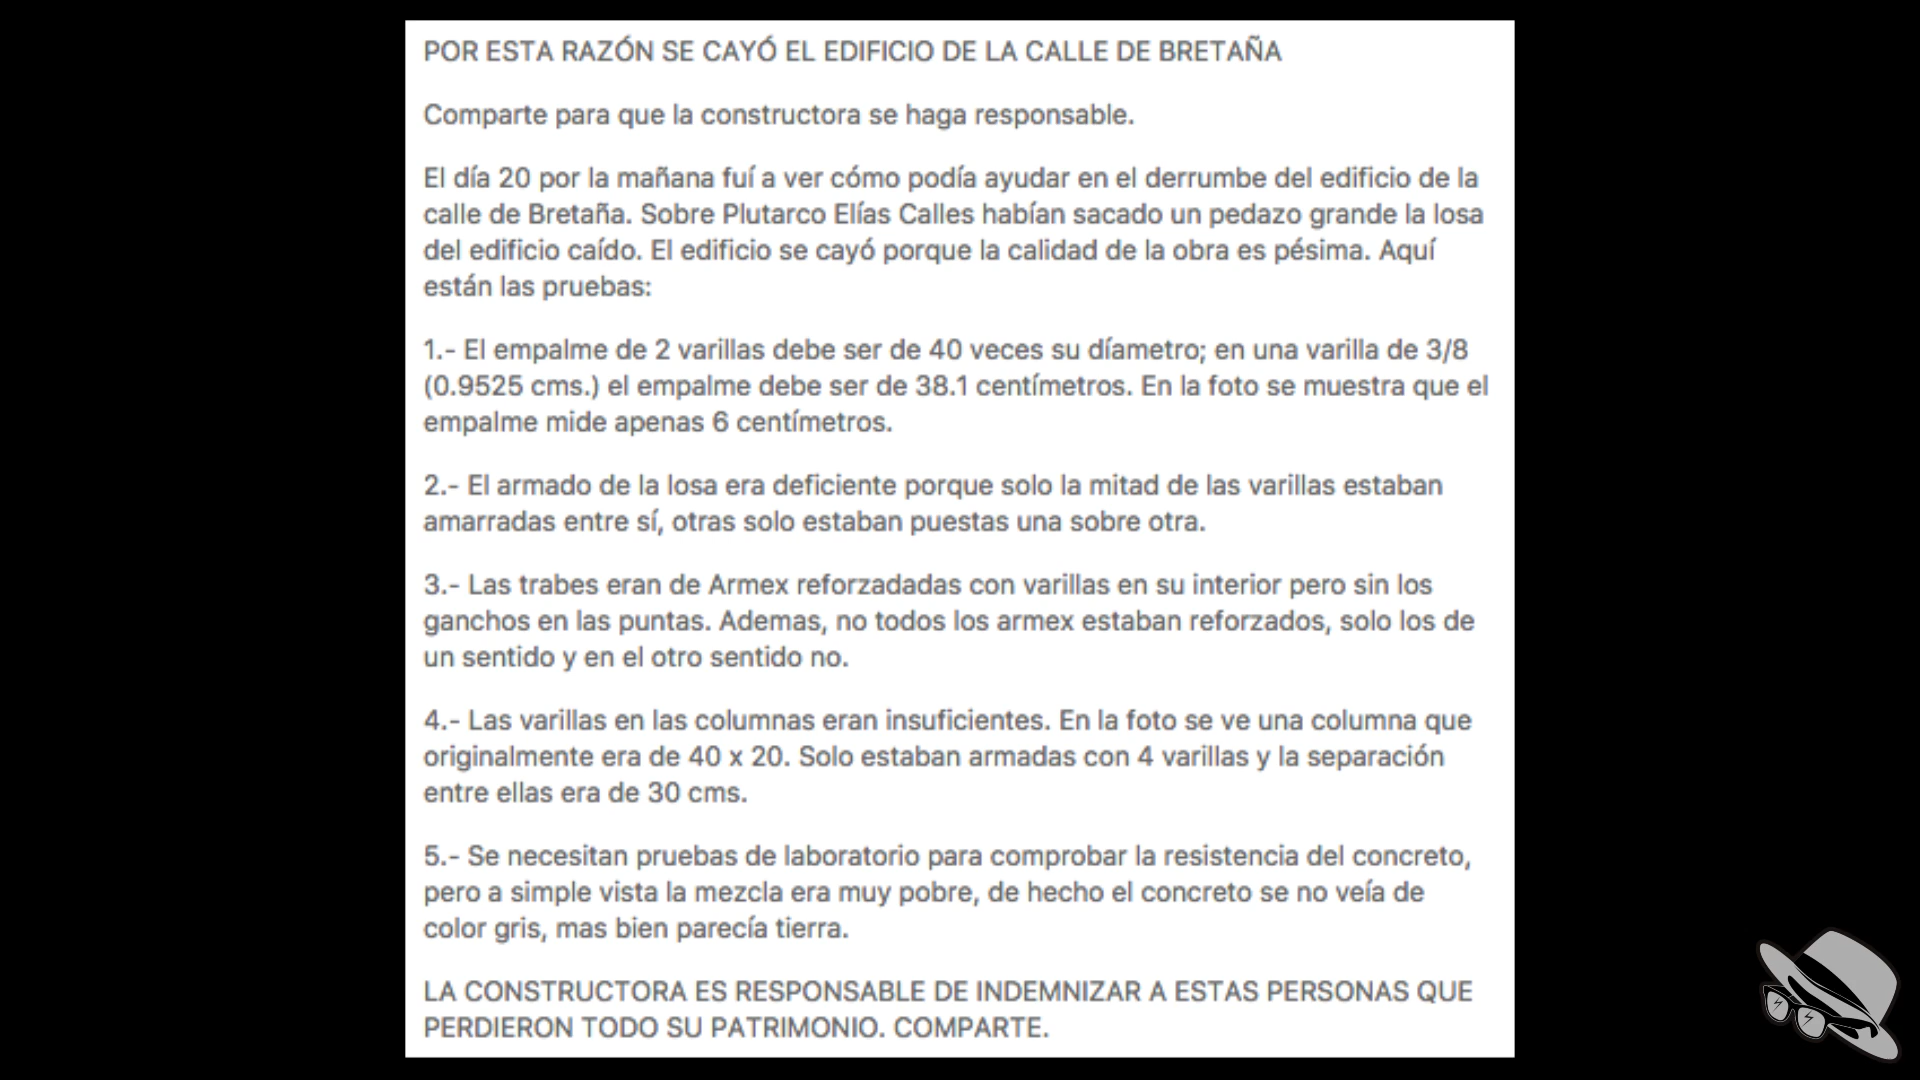 POR ESTA RAZÓN SE CAYÓ EL EDIFICIO DE LA CALLE DE BRETAÑA
Comparte para que la constructora se haga responsable.
El día 20 por la mañana fuí a ver cómo podía ayudar en el derrumbe del edificio de la
calle de Bretaña. Sobre Plutarco Elías Calles habían sacado un pedazo grande la losa
del edificio caído. El edificio se cayó porque la calidad de la obra es pésima. Aquí
están las pruebas:
1.- El empalme de 2 varillas debe ser de 40 veces su díametro; en una varilla de 3/8
(0.9525 cms.) el empalme debe ser de 38.1 centímetros. En la foto se muestra que el
empalme mide apenas 6 centímetros.
2.- El armado de la losa era deficiente porque solo la mitad de las varillas estaban
amarradas entre sí, otras solo estaban puestas una sobre otra.
3.- Las trabes eran de Armex reforzadadas con varillas en su interior pero sin los
ganchos en las puntas. Ademas, no todos los armex estaban reforzados, solo los de
un sentido y en el otro sentido no.
4.- Las varillas en las columnas eran insuficientes. En la foto se ve una columna que
originalmente era de 40 x 20. Solo estaban armadas con 4 varillas y la separación
entre ellas era de 30 cms.
5.- Se necesitan pruebas de laboratorio para comprobar la resistencia del concreto,
pero a simple vista la mezcla era muy pobre, de hecho el concreto se no veía de
color gris, mas bien parecía tierra.
LA CONSTRUCTORA ES RESPONSABLE DE INDEMNIZAR A ESTAS PERSONAS QUE
PERDIERON TODO SU PATRIMONIO. COMPARTE.